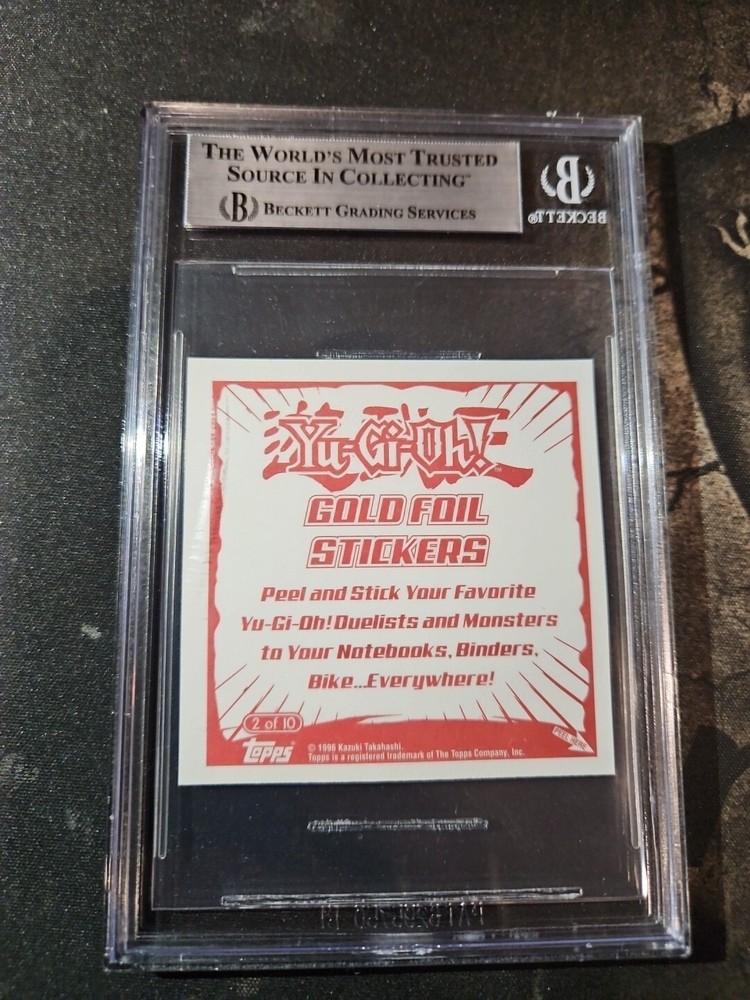 THE WORLD'S MOST TRUSTED
SOURCE IN COLLECTING™
B BECKETT GRADING SERVICES
B
BECKETT®
Yu-Gi-Oh!™
GOLD FOIL
STICKERS
Peel and Stick Your Favorite
Yu-Gi-Oh! Duelists and Monsters
to Your Notebooks, Binders,
Bike...Everywhere!
2 of 10
PEEL HERE
topps®
© 1996 Kazuki Takahashi.
Topps is a registered trademark of The Topps Company, Inc.